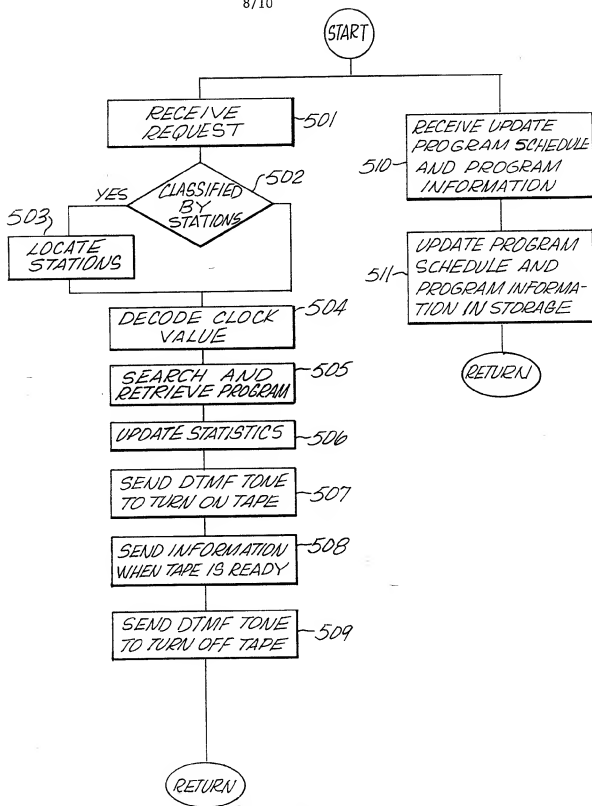 8/10
START
RECEIVE
REQUEST
501
CLASSIFIED
BY
STATIONS
502
YES
503
LOCATE
STATIONS
DECODE CLOCK
VALUE
504
SEARCH AND
RETRIEVE PROGRAM
505
UPDATE STATISTICS
506
SEND DTMF TONE
TO TURN ON TAPE
507
SEND INFORMATION
WHEN TAPE IS READY
508
SEND DTMF TONE
TO TURN OFF TAPE
509
RETURN
RECEIVE UPDATE
PROGRAM SCHEDULE
AND PROGRAM
INFORMATION
510
UPDATE PROGRAM
SCHEDULE AND
PROGRAM INFORMA-
TION IN STORAGE
511
RETURN